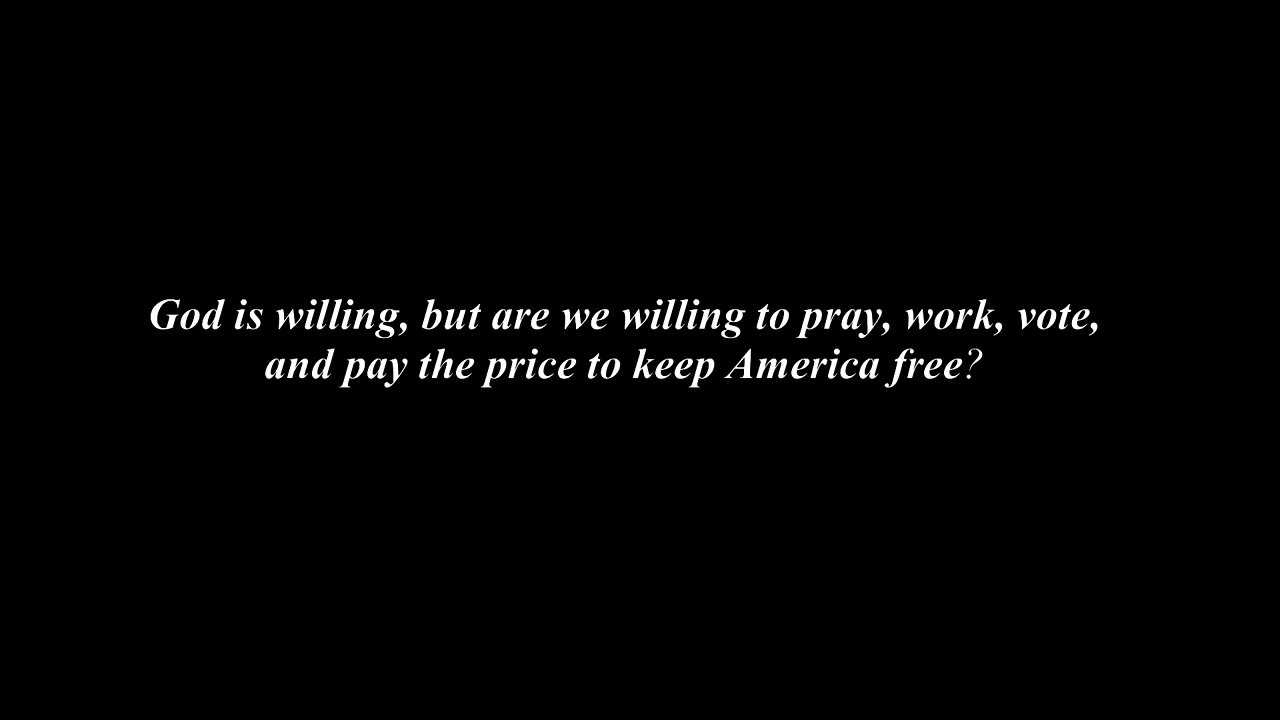 God is willing, but are we willing to pray, work, vote,
and pay the price to keep America free?